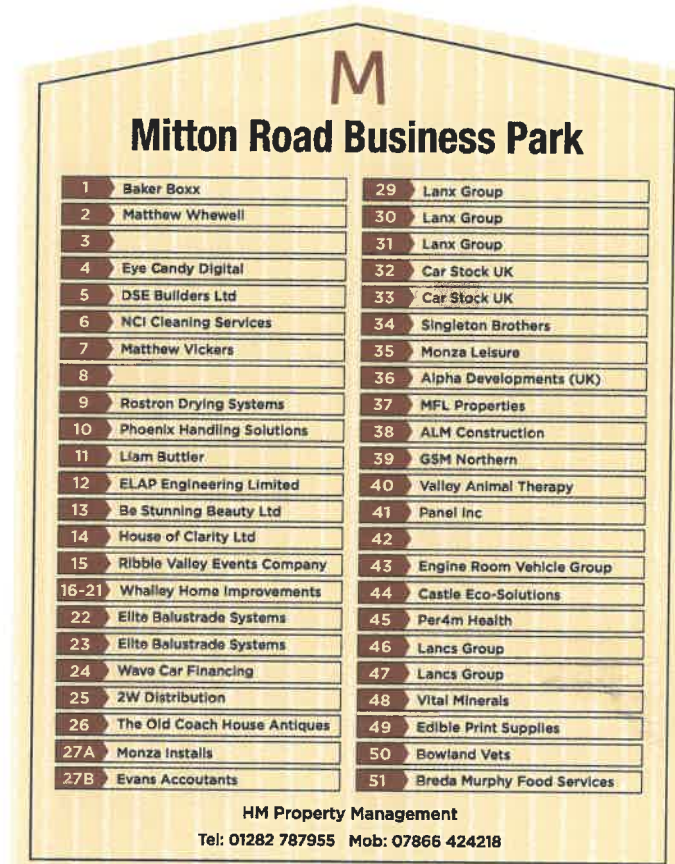 M
Mitton Road Business Park
1 Baker Boxx
2 Matthew Whewell
3
4 Eye Candy Digital
5 DSE Builders Ltd
6 NCI Cleaning Services
7 Matthew Vickers
8
9 Rostron Drying Systems
10 Phoenix Handling Solutions
11 Liam Buttler
12 ELAP Engineering Limited
13 Be Stunning Beauty Ltd
14 House of Clarity Ltd
15 Ribble Valley Events Company
16-21 Whalley Home Improvements
22 Elite Balustrade Systems
23 Elite Balustrade Systems
24 Wave Car Financing
25 2W Distribution
26 The Old Coach House Antiques
27A Monza Installs
27B Evans Accoutants
29 Lanx Group
30 Lanx Group
31 Lanx Group
32 Car Stock UK
33 Car Stock UK
34 Singleton Brothers
35 Monza Leisure
36 Alpha Developments (UK)
37 MFL Properties
38 ALM Construction
39 GSM Northern
40 Valley Animal Therapy
41 Panel Inc
42
43 Engine Room Vehicle Group
44 Castle Eco-Solutions
45 Per4m Health
46 Lancs Group
47 Lancs Group
48 Vital Minerals
49 Edible Print Supplies
50 Bowland Vets
51 Breda Murphy Food Services
HM Property Management
Tel: 01282 787955 Mob: 07866 424218